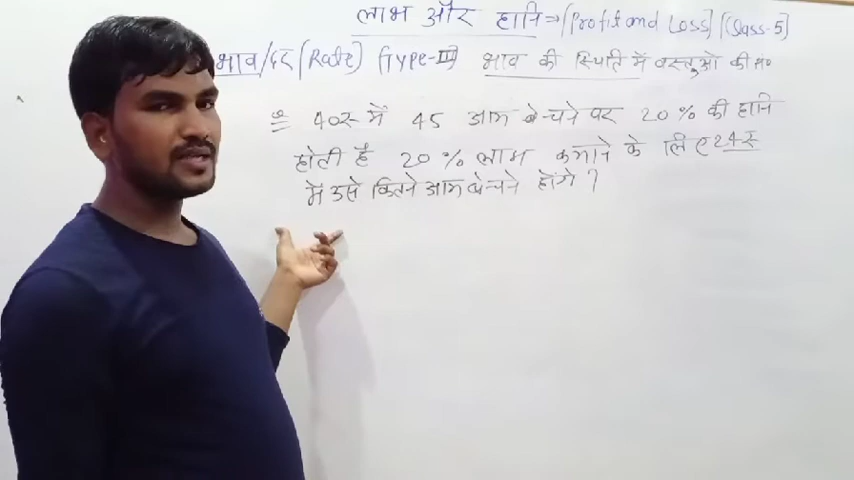 लाभ और हानि⇒[Profit and Loss] [Class-5]
भाव/दर [Rate] [Type-III] भाव की स्थिति में वस्तुओं की सं०
40रु में 45 आम बेचने पर 20% की हानि
होती है 20% लाभ कमाने के लिए 24रु
में उसे कितने आम बेचने होंगे ?